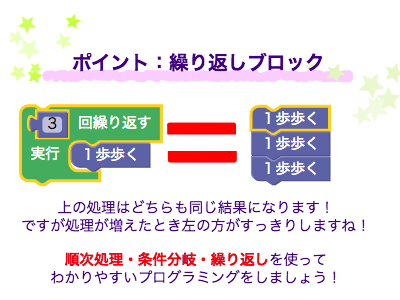 ポイント：繰り返しブロック
3 回繰り返す
実行 1歩歩く
1歩歩く
1歩歩く
1歩歩く
上の処理はどちらも同じ結果になります！
ですが処理が増えたとき左の方がすっきりしますね！
順次処理・条件分岐・繰り返しを使って
わかりやすいプログラミングをしましょう！